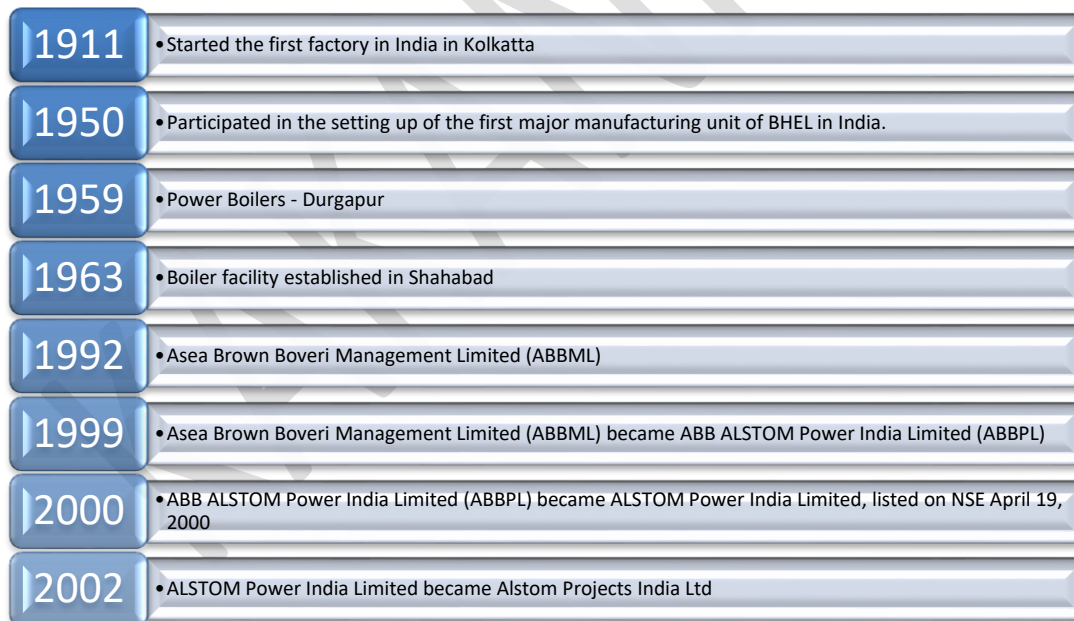 1911
•Started the first factory in India in Kolkatta
1950
•Participated in the setting up of the first major manufacturing unit of BHEL in India.
1959
•Power Boilers - Durgapur
1963
•Boiler facility established in Shahabad
1992
•Asea Brown Boveri Management Limited (ABBML)
1999
•Asea Brown Boveri Management Limited (ABBML) became ABB ALSTOM Power India Limited (ABBPL)
2000
•ABB ALSTOM Power India Limited (ABBPL) became ALSTOM Power India Limited, listed on NSE April 19,
2000
2002
•ALSTOM Power India Limited became Alstom Projects India Ltd